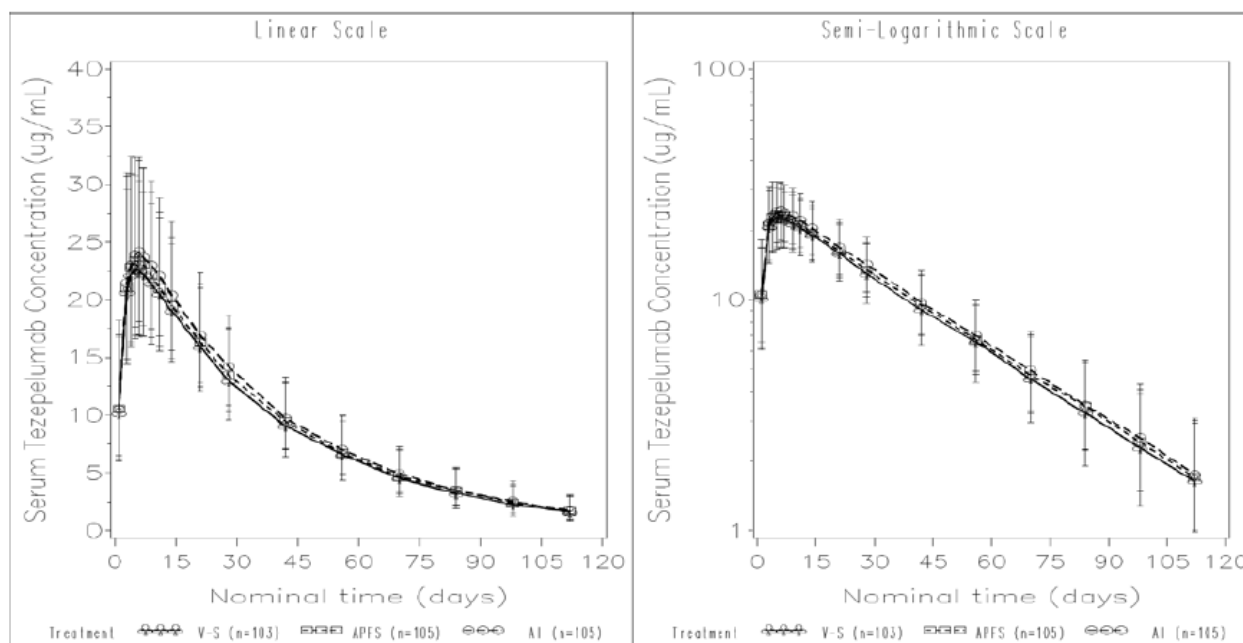 Linear Scale
Serum Tezepelumab Concentration (ug/mL)
40
35
30
25
20
15
10
5
0
0 15 30 45 60 75 90 105 120
Nominal time (days)
Treatment V-S (n=103) APFS (n=105) AI (n=105)
Semi-Logarithmic Scale
Serum Tezepelumab Concentration (ug/mL)
100
10
1
0 15 30 45 60 75 90 105 120
Nominal time (days)
Treatment V-S (n=103) APFS (n=105) AI (n=105)